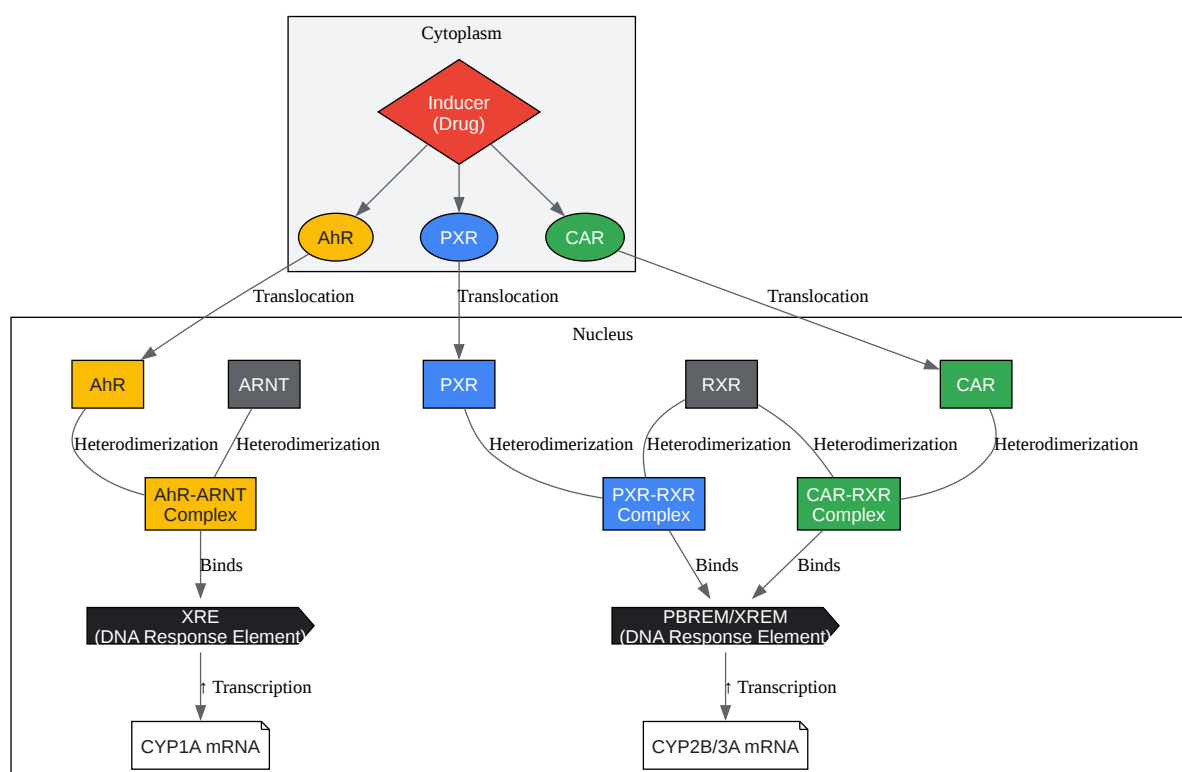 Cytoplasm
Inducer
(Drug)
AhR
PXR
CAR
Translocation
Translocation
Translocation
Nucleus
AhR
ARNT
PXR
RXR
CAR
Heterodimerization
Heterodimerization
Heterodimerization
Heterodimerization
Heterodimerization
Heterodimerization
AhR-ARNT
Complex
PXR-RXR
Complex
CAR-RXR
Complex
Binds
Binds
Binds
XRE
(DNA Response Element)
PBREM/XREM
(DNA Response Element)
↑ Transcription
↑ Transcription
CYP1A mRNA
CYP2B/3A mRNA